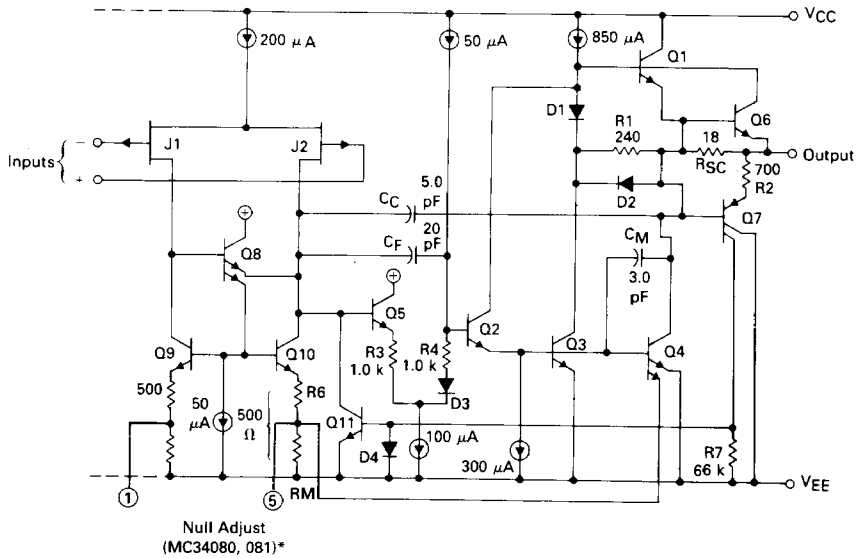 VCC
200 μA
50 μA
850 μA
Q1
Q6
D1
R1
240
18
RSC
Output
700
R2
D2
Inputs
−
+
J1
J2
5.0
pF
CC
20
pF
CF
Q7
CM
3.0
pF
Q8
+
+
Q5
Q2
Q3
Q4
R3
1.0 k
R4
1.0 k
D3
Q9
Q10
500
50
μA
500
Ω
R6
Q11
D4
100 μA
300 μA
R7
66 k
RM
1
5
VEE
Null Adjust
(MC34080, 081)*